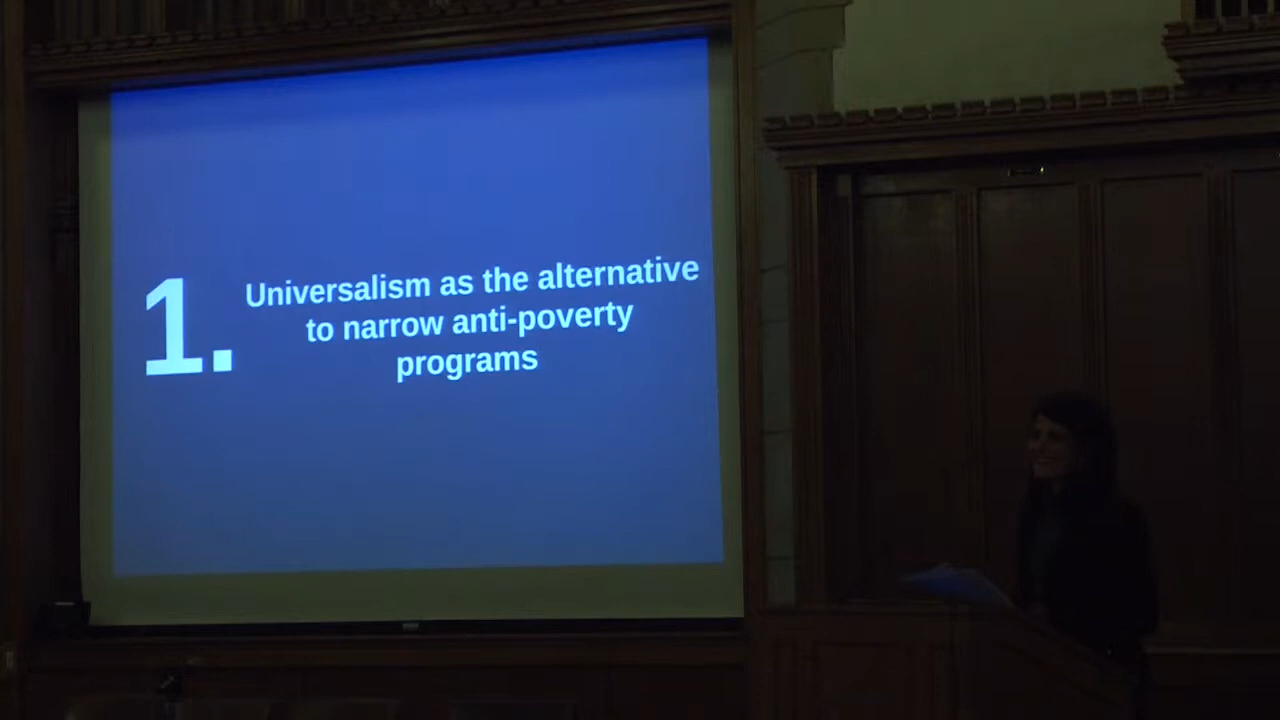 1.
Universalism as the alternative
to narrow anti-poverty
programs